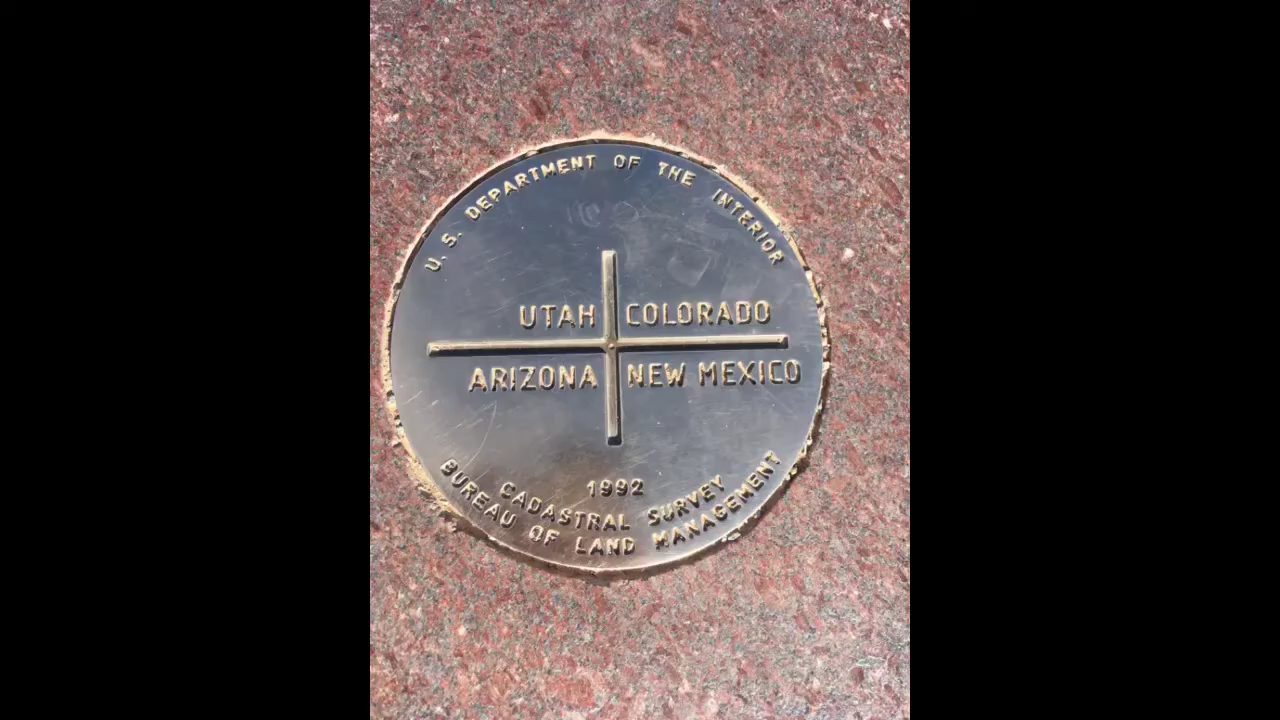 U. S. DEPARTMENT OF THE INTERIOR
UTAH COLORADO
ARIZONA NEW MEXICO
1992
CADASTRAL SURVEY
BUREAU OF LAND MANAGEMENT